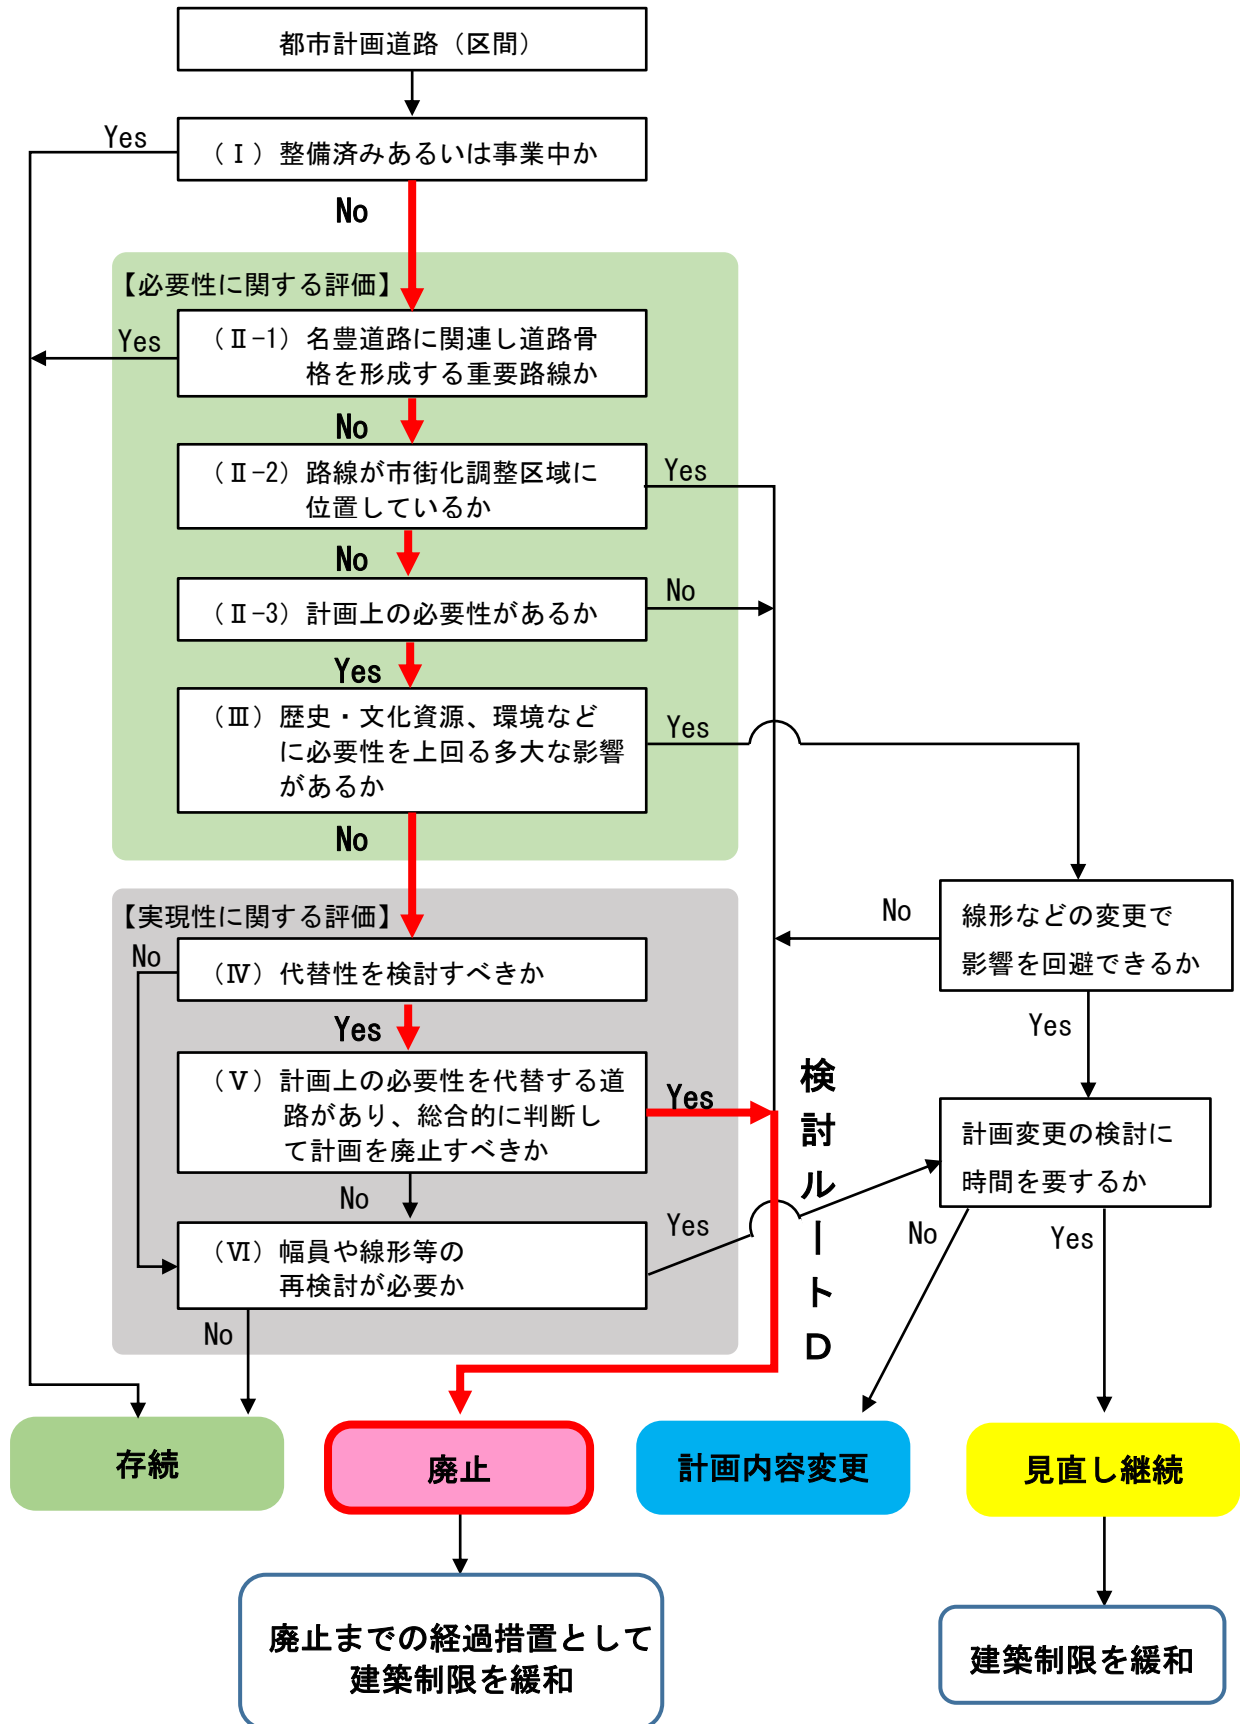 都市計画道路（区間）
Yes
（Ⅰ）整備済みあるいは事業中か
No
【必要性に関する評価】
Yes
（Ⅱ-1）名豊道路に関連し道路骨
格を形成する重要路線か
No
（Ⅱ-2）路線が市街化調整区域に
位置しているか
Yes
No
（Ⅱ-3）計画上の必要性があるか
No
Yes
（Ⅲ）歴史・文化資源、環境など
に必要性を上回る多大な影響
があるか
Yes
No
線形などの変更で
影響を回避できるか
No
Yes
【実現性に関する評価】
No
（Ⅳ）代替性を検討すべきか
Yes
（Ⅴ）計画上の必要性を代替する道
路があり、総合的に判断し
て計画を廃止すべきか
Yes
検討ルートD
計画変更の検討に
時間を要するか
No
Yes
（Ⅵ）幅員や線形等の
再検討が必要か
Yes
No
No
存続
廃止
計画内容変更
見直し継続
廃止までの経過措置として
建築制限を緩和
建築制限を緩和